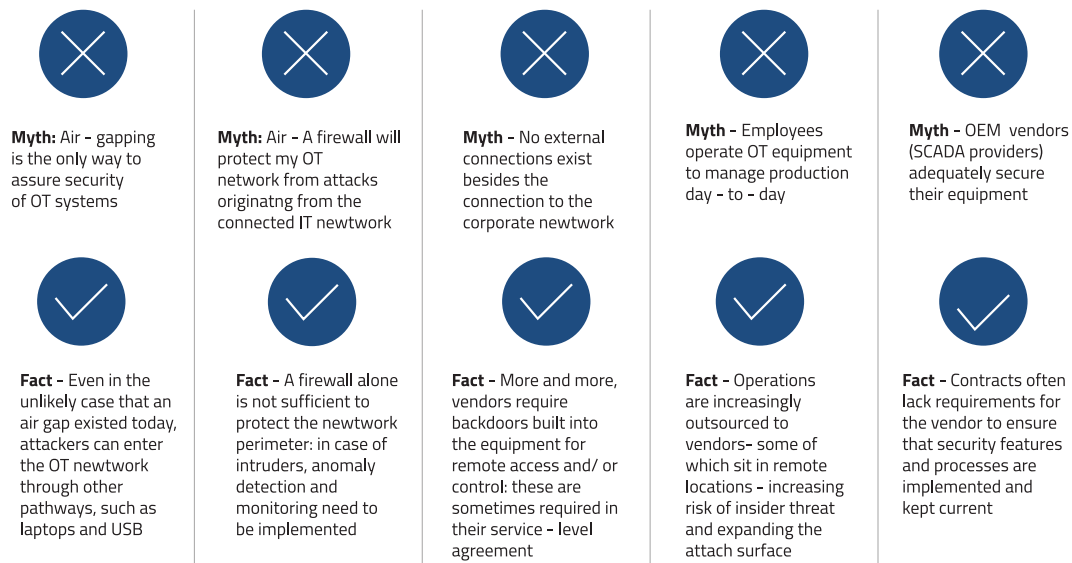 Myth: Air - gapping
is the only way to
assure security
of OT systems
Myth: Air - A firewall will
protect my OT
network from attacks
originatng from the
connected IT newtwork
Myth - No external
connections exist
besides the
connection to the
corporate newtwork
Myth - Employees
operate OT equipment
to manage production
day - to - day
Myth - OEM vendors
(SCADA providers)
adequately secure
their equipment
Fact - Even in the
unlikely case that an
air gap existed today,
attackers can enter
the OT newtwork
through other
pathways, such as
laptops and USB
Fact - A firewall alone
is not sufficient to
protect the newtwork
perimeter: in case of
intruders, anomaly
detection and
monitoring need to
be implemented
Fact - More and more,
vendors require
backdoors built into
the equipment for
remote access and/ or
control: these are
sometimes required in
their service - level
agreement
Fact - Operations
are increasingly
outsourced to
vendors- some of
which sit in remote
locations - increasing
risk of insider threat
and expanding the
attach surface
Fact - Contracts often
lack requirements for
the vendor to ensure
that security features
and processes are
implemented and
kept current